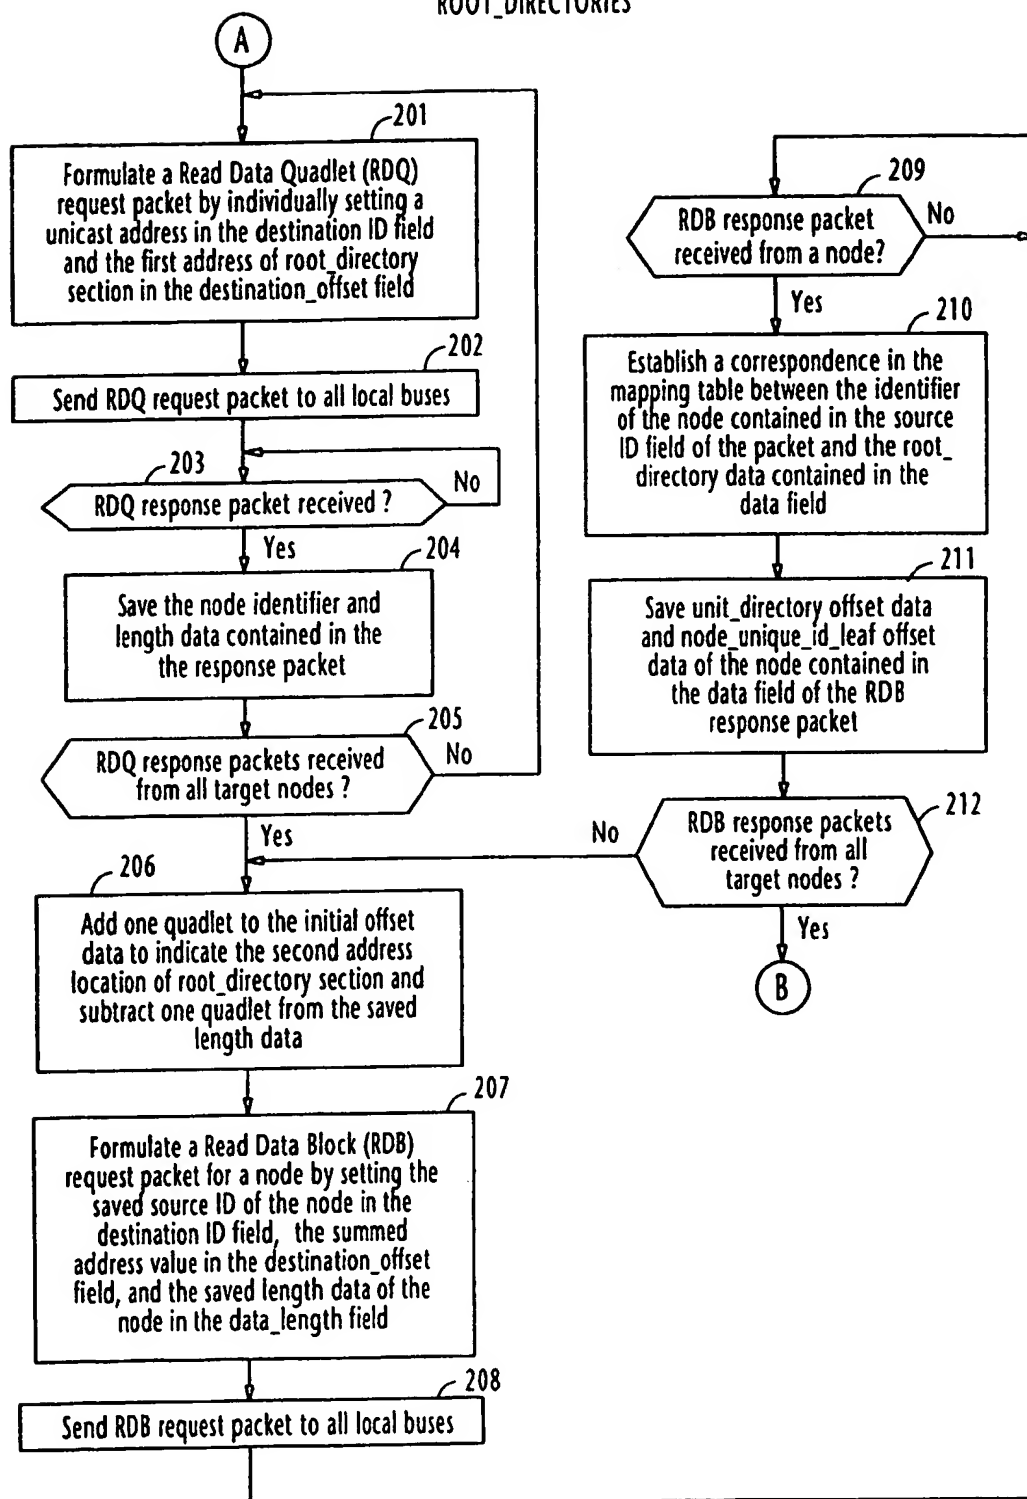 ROOT_DIRECTORIES
A
201
Formulate a Read Data Quadlet (RDQ)
request packet by individually setting a
unicast address in the destination ID field
and the first address of root_directory
section in the destination_offset field
202
Send RDQ request packet to all local buses
203
RDQ response packet received ?
No
Yes
204
Save the node identifier and
length data contained in the
the response packet
205
RDQ response packets received
from all target nodes ?
No
Yes
206
Add one quadlet to the initial offset
data to indicate the second address
location of root_directory section and
subtract one quadlet from the saved
length data
207
Formulate a Read Data Block (RDB)
request packet for a node by setting the
saved source ID of the node in the
destination ID field, the summed
address value in the destination_offset
field, and the saved length data of the
node in the data_length field
208
Send RDB request packet to all local buses
209
RDB response packet
received from a node?
No
Yes
210
Establish a correspondence in the
mapping table between the identifier
of the node contained in the source
ID field of the packet and the root_
directory data contained in the
data field
211
Save unit_directory offset data
and node_unique_id_leaf offset
data of the node contained in
the data field of the RDB
response packet
212
RDB response packets
received from all
target nodes ?
No
Yes
B